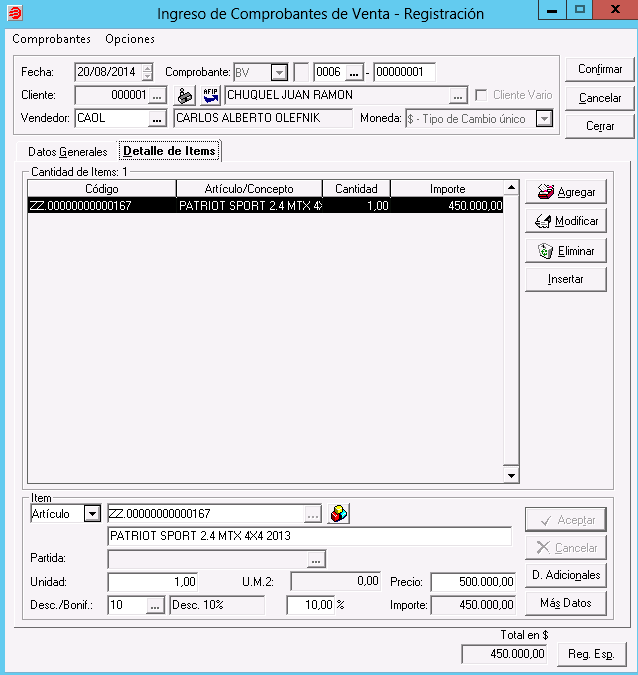 Ingreso de Comprobantes de Venta - Registración
Comprobantes Opciones
Fecha: 20/08/2014 Comprobante: BV 0006 ... - 00000001 Confirmar
Cliente: 000001 ... AFIP CHUQUEL JUAN RAMON ... Cliente Vario Cancelar
Vendedor: CAOL ... CARLOS ALBERTO OLEFNIK Moneda: $ - Tipo de Cambio único Cerrar
Datos Generales Detalle de Items
Cantidad de Items: 1
Código Artículo/Concepto Cantidad Importe Agregar
ZZ.00000000000167 PATRIOT SPORT 2.4 MTX 4X 1,00 450.000,00
Modificar
Eliminar
Insertar
Item
Artículo ZZ.00000000000167 ... Aceptar
PATRIOT SPORT 2.4 MTX 4X4 2013
Cancelar
Partida: ...
Unidad: 1,00 U.M.2: 0,00 Precio: 500.000,00 D. Adicionales
Desc./Bonif.: 10 ... Desc. 10% 10,00 % Importe: 450.000,00 Más Datos
Total en $
450.000,00 Reg. Esp.